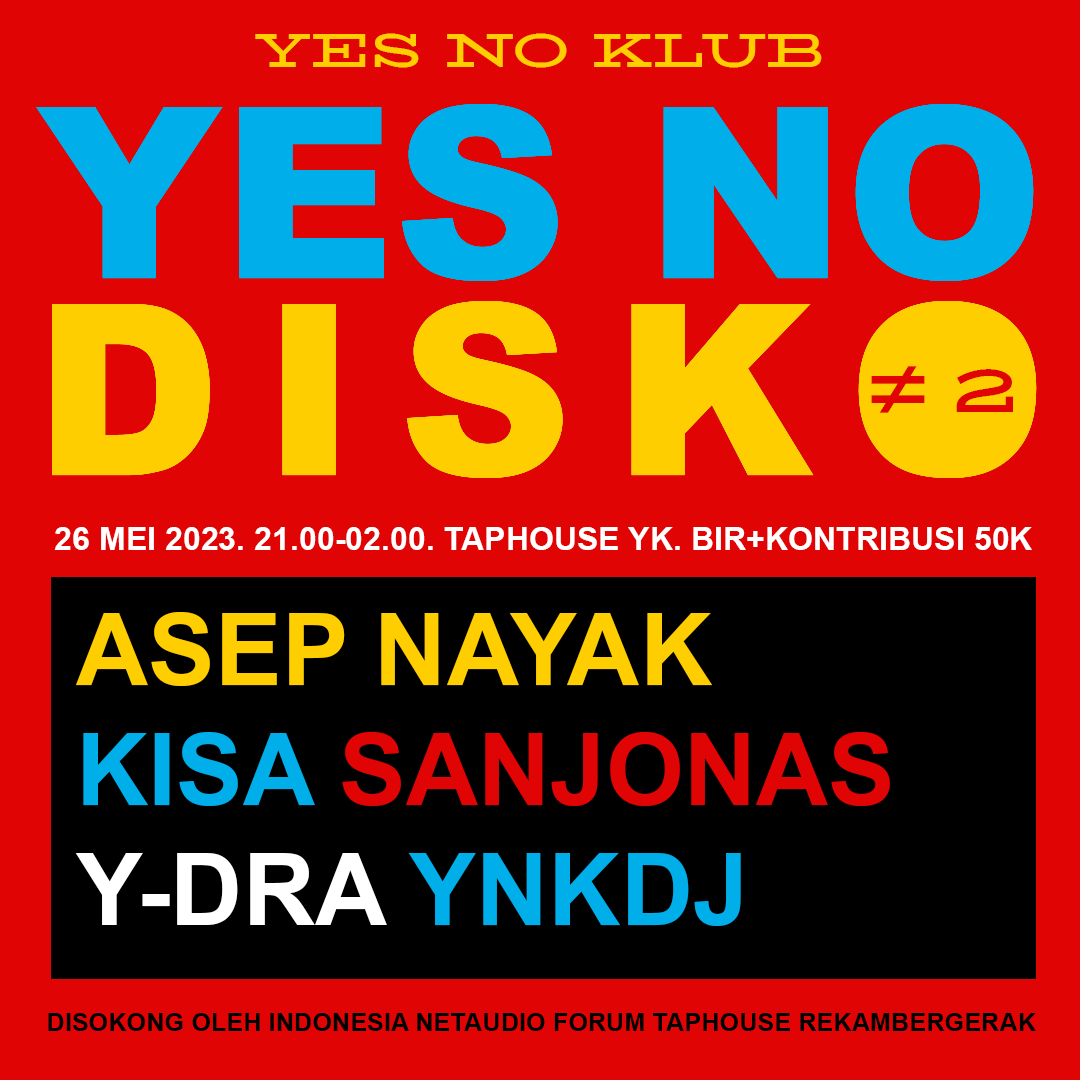 YES NO KLUB
YES NO
DISKO
≠ 2
26 MEI 2023. 21.00-02.00. TAPHOUSE YK. BIR+KONTRIBUSI 50K
ASEP NAYAK
KISA SANJONAS
Y-DRA YNKDJ
DISOKONG OLEH INDONESIA NETAUDIO FORUM TAPHOUSE REKAMBERGERAK